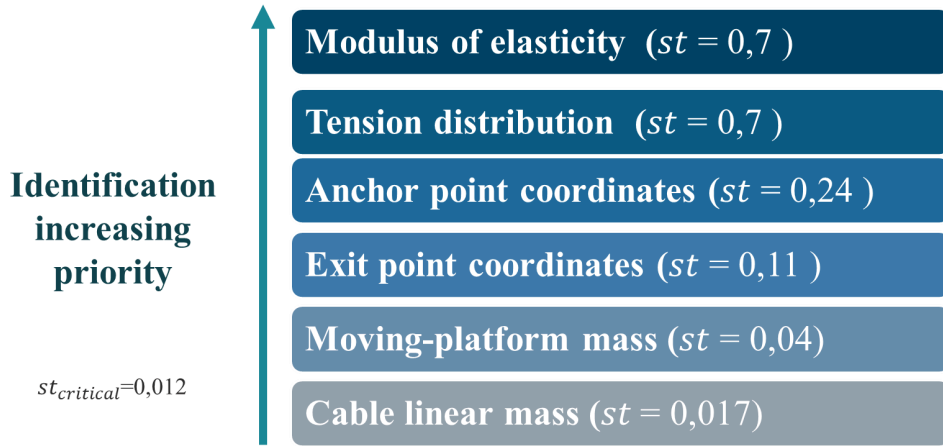 Modulus of elasticity (st = 0,7 )
Tension distribution (st = 0,7 )
Anchor point coordinates (st = 0,24 )
Exit point coordinates (st = 0,11 )
Moving-platform mass (st = 0,04)
Cable linear mass (st = 0,017)
Identification
increasing
priority
st_critical=0,012